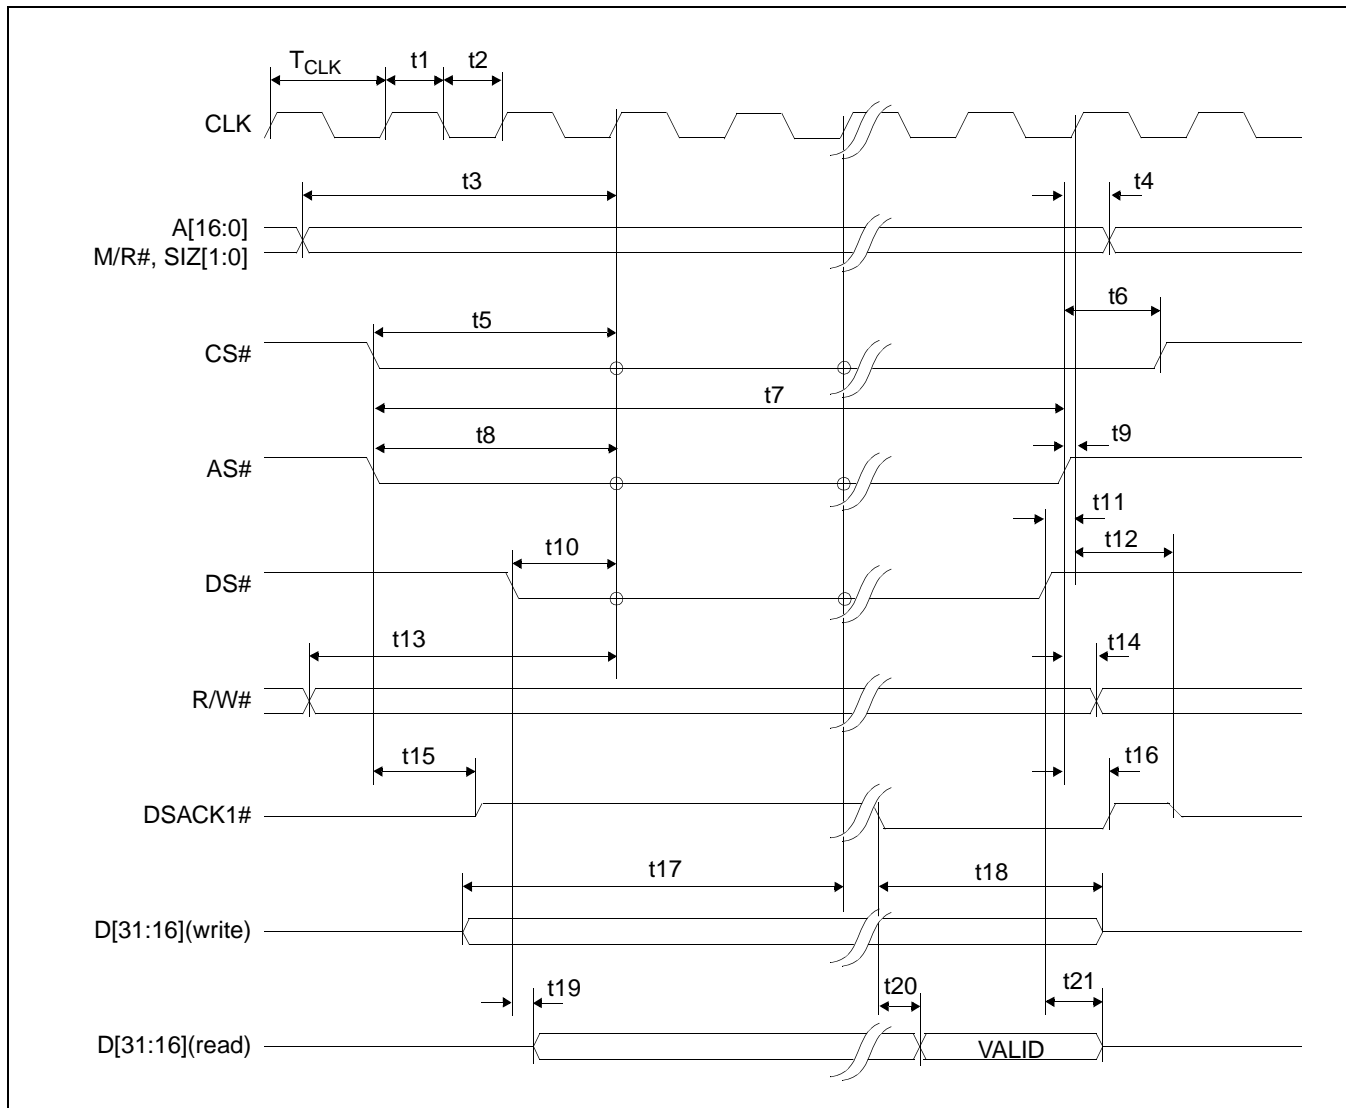 TCLK t1 t2
CLK
t3 t4
A[16:0]
M/R#, SIZ[1:0]
t6
t5
CS#
t7
t8 t9
AS#
t11
t10 t12
DS#
t13 t14
R/W#
t15 t16
DSACK1#
t17 t18
D[31:16](write)
t19 t20 t21
D[31:16](read) VALID